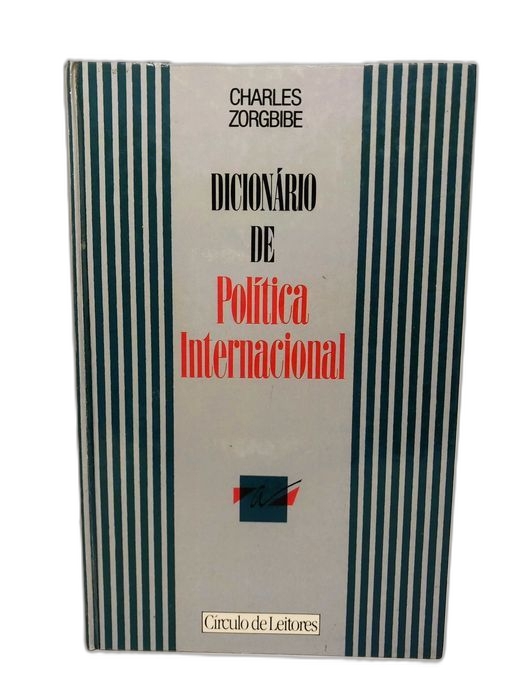 CHARLES
ZORGBIBE
DICIONÁRIO
DE
Política
Internacional
a
Círculo de Leitores